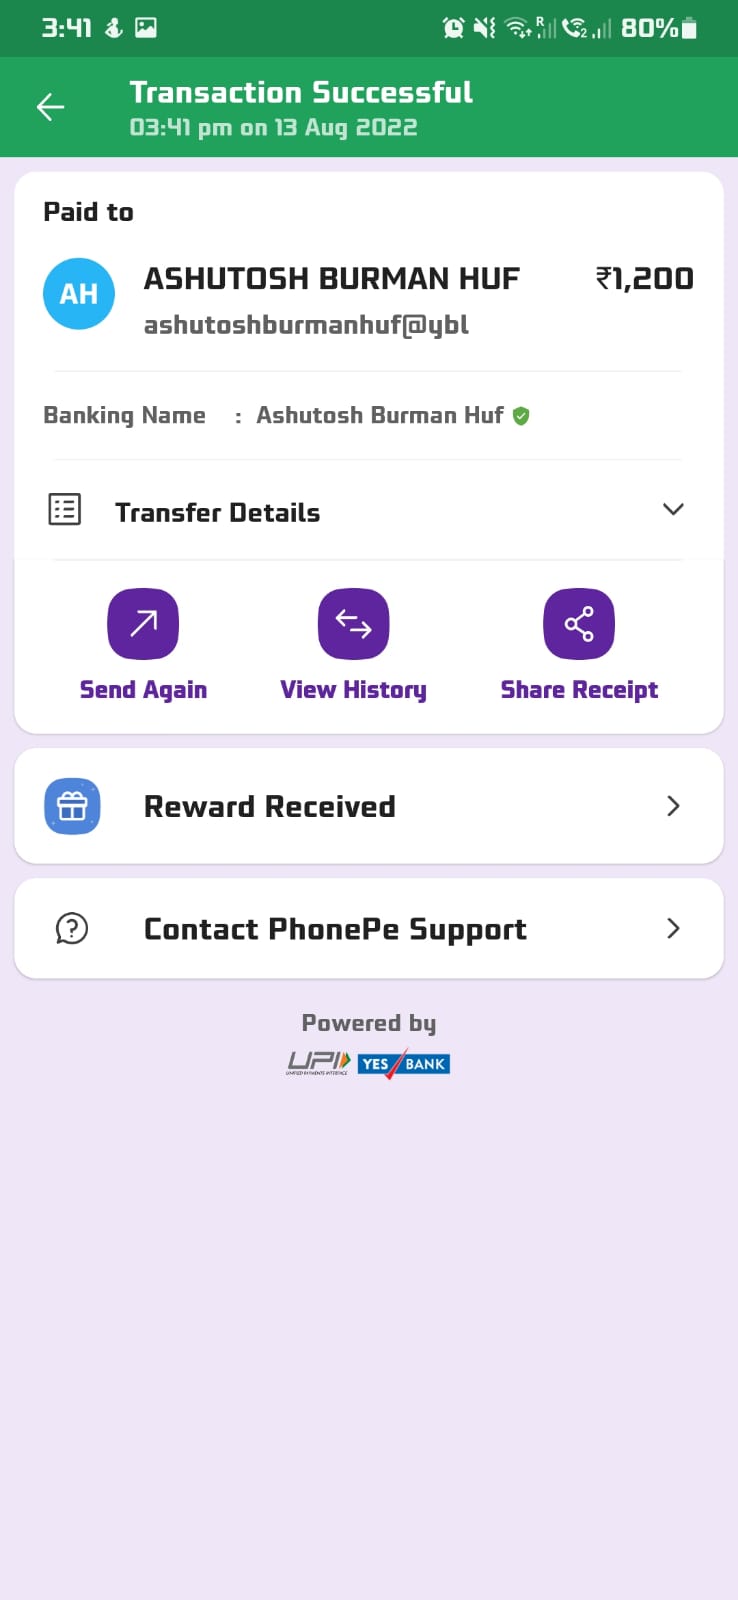 3:41
R
2
80%
Transaction Successful
03:41 pm on 13 Aug 2022
Paid to
AH
ASHUTOSH BURMAN HUF ₹1,200
ashutoshburmanhuf@ybl
Banking Name : Ashutosh Burman Huf
Transfer Details
Send Again View History Share Receipt
Reward Received
Contact PhonePe Support
Powered by
UPI YES BANK
UNIFIED PAYMENTS INTERFACE